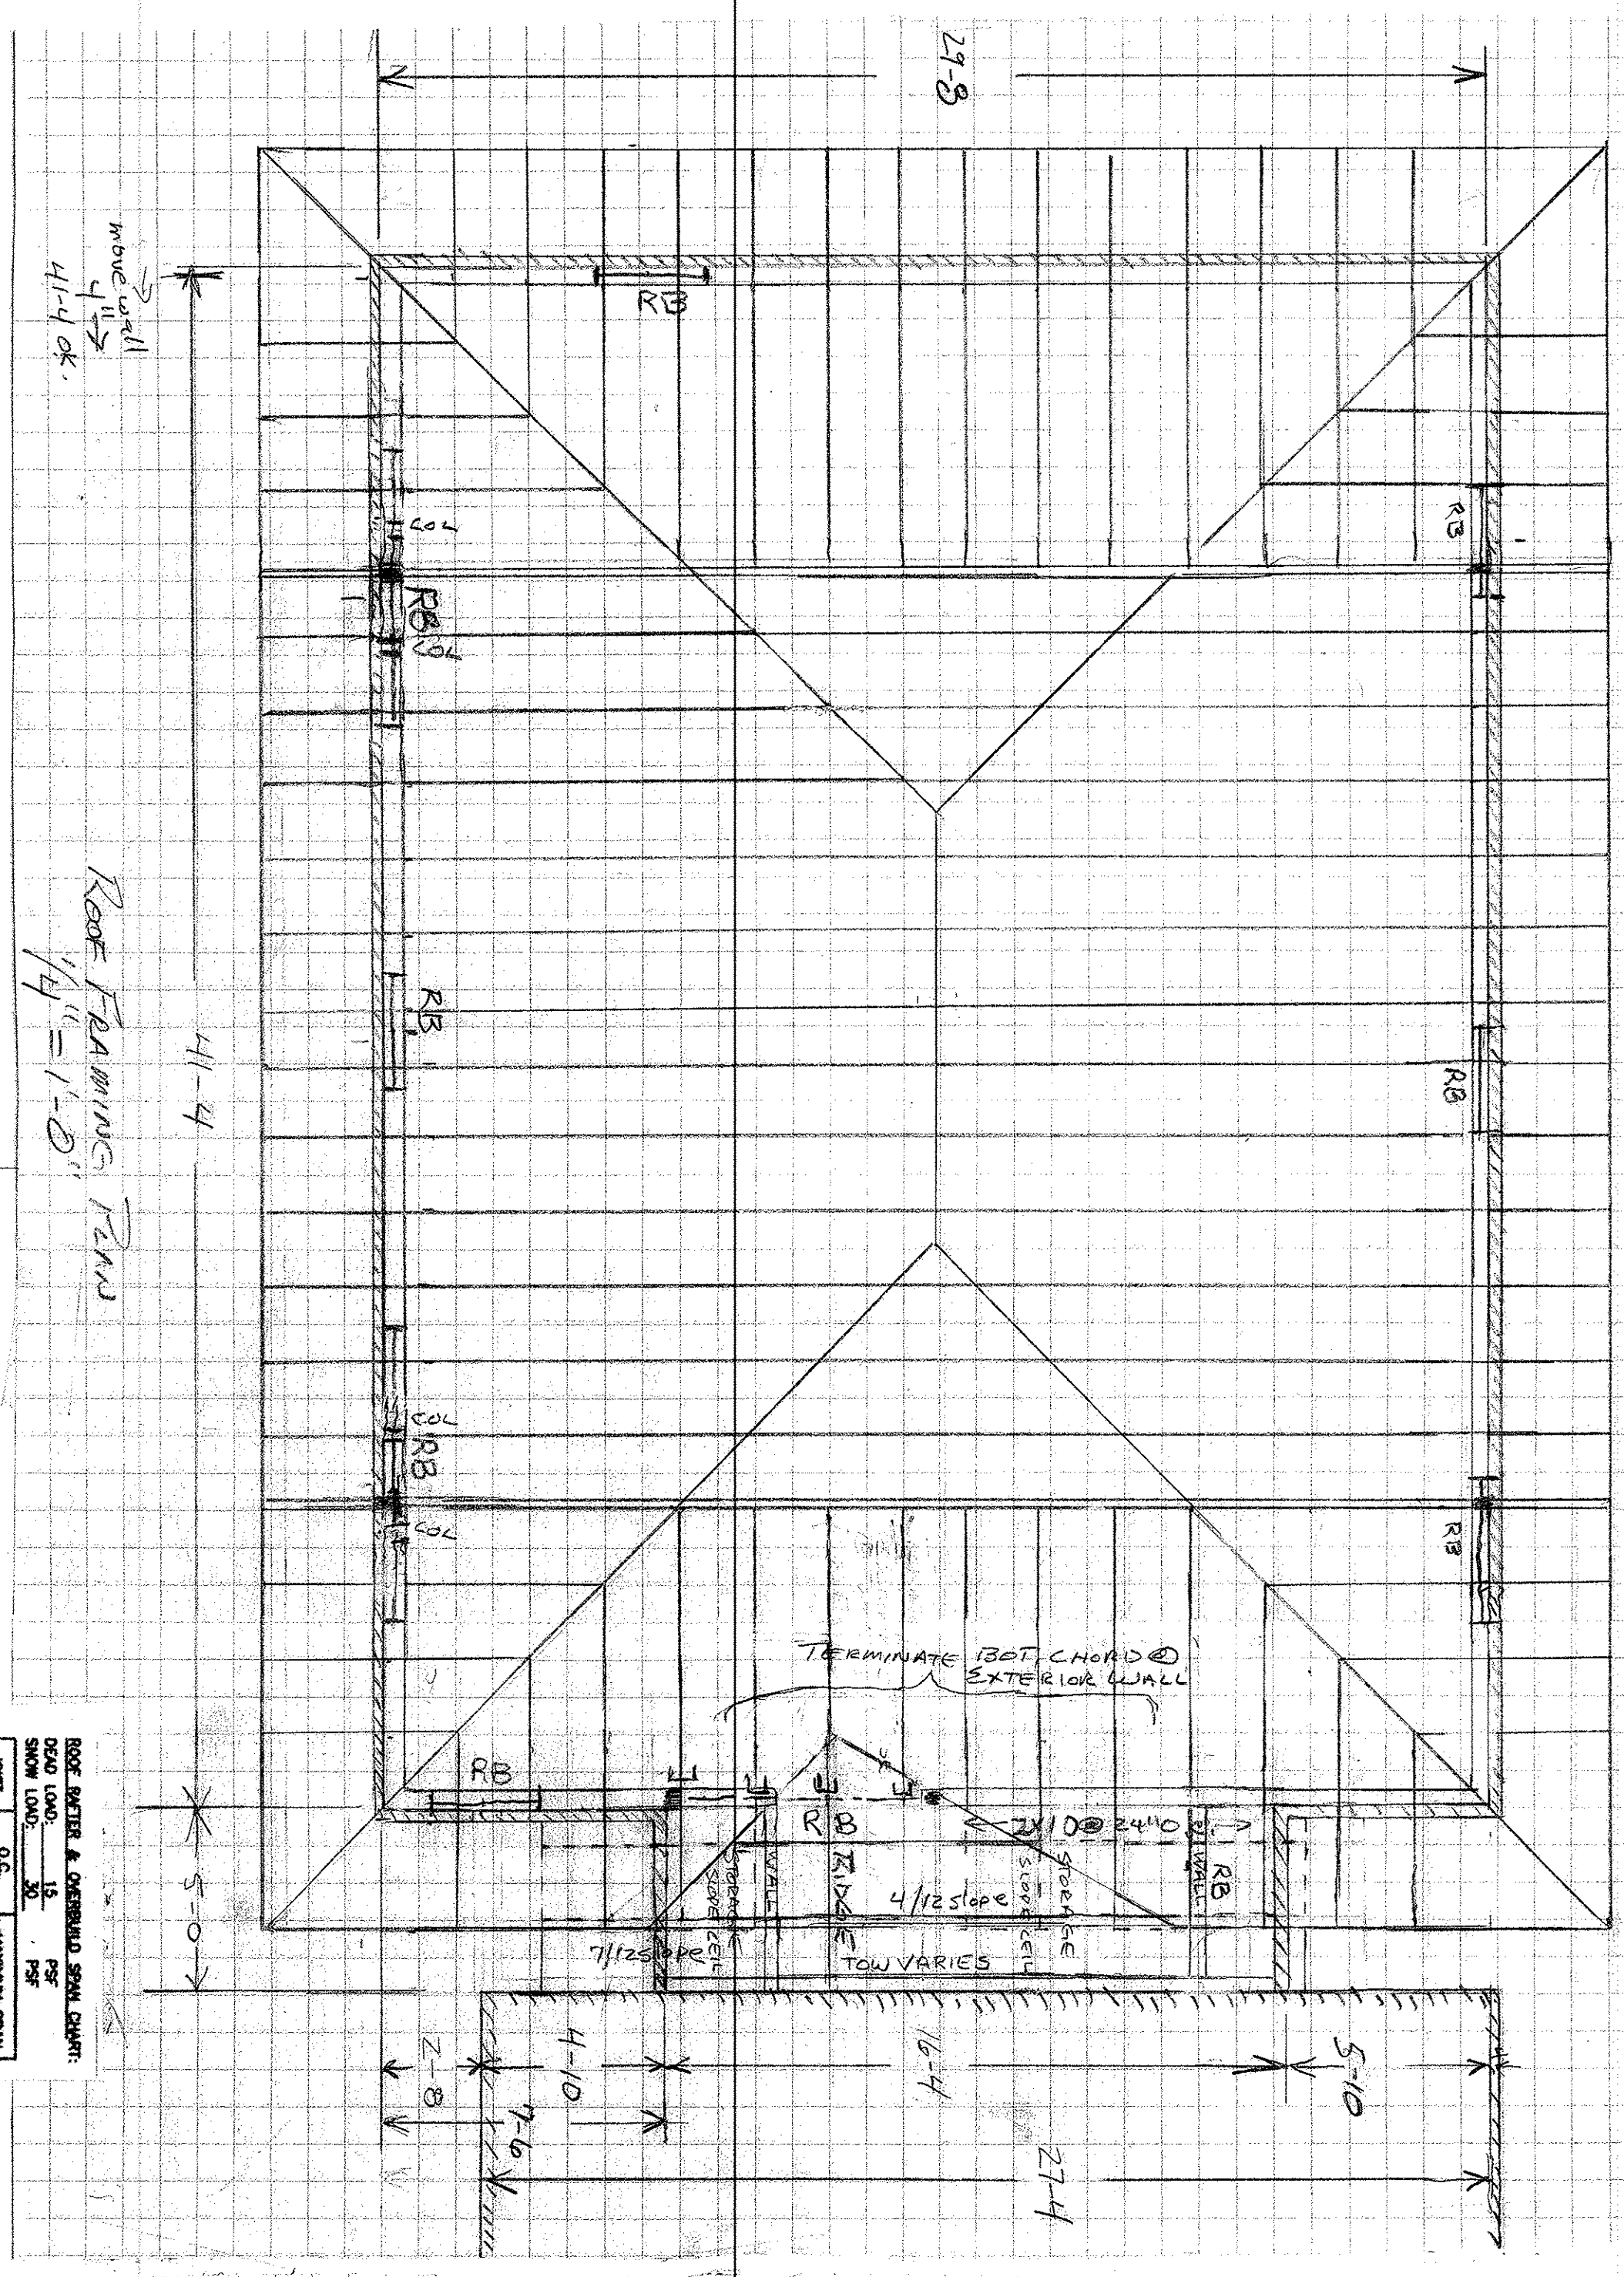 29-8
RB
move wall
4"
41-4 OK.
COL
RB
COL
RB
RB
RB
COL
RB
COL
RB
41-4
ROOF FRAMING PLAN
1/4" = 1'-0"
TERMINATE BOT. CHORD @
EXTERIOR WALL
RB
RB
2x10 @ 24"O
WALL
RB
WALL
RIDGE
STORAGE
SLOPE CEIL
STORAGE
SLOPE CEIL
4/12 slope
7/12 slope
TOW VARIES
5-0
2-8
4-10
7-6
16-4
5-10
27-4
ROOF RAFTER & OVERBUILD SPAN CHART:
DEAD LOAD: 15 PSF
SNOW LOAD: 30 PSF